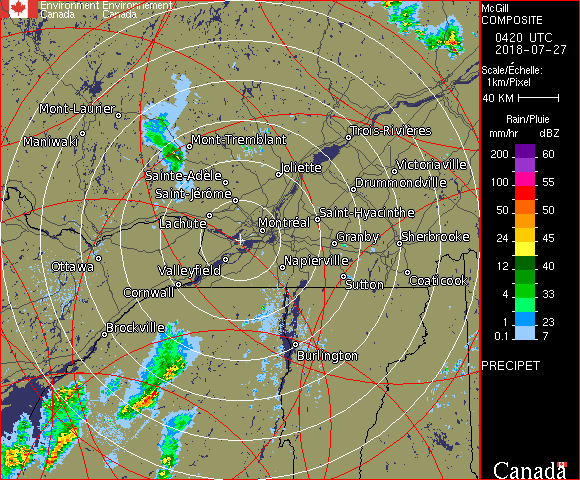 Environment Environnement
Canada Canada
McGill
COMPOSITE
0420 UTC
2018-07-27
Scale/Échelle:
1km/Pixel
40 KM
Rain/Pluie
mm/hr dBZ
200 60
100 55
50 50
24 45
12 40
4 33
1 23
0.1 7
PRECIPET
Canada
Mont-Laurier
Maniwaki
Mont-Tremblant
Trois-Rivières
Sainte-Adèle
Joliette
Victoriaville
Saint-Jérôme
Drummondville
Lachute
Montréal
Saint-Hyacinthe
Granby
Sherbrooke
Ottawa
Valleyfield
Napierville
Cornwall
Sutton
Coaticook
Brockville
Burlington